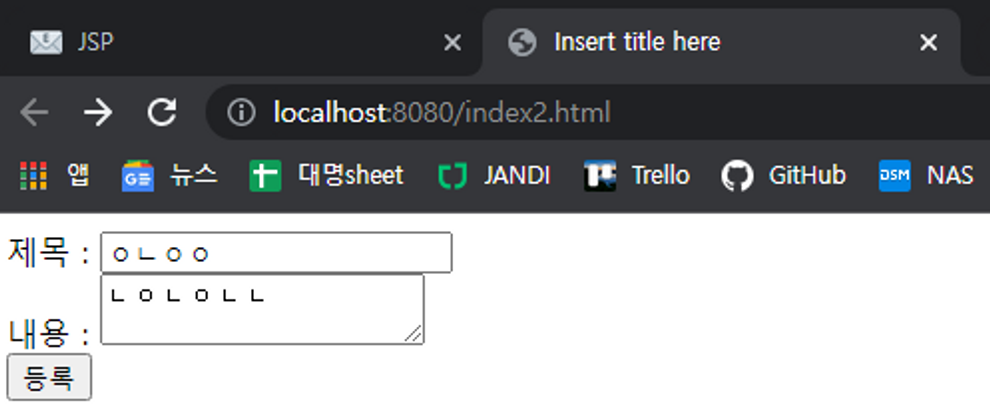 JSP Insert title here
localhost:8080/index2.html
앱 뉴스 대명sheet JANDI Trello GitHub DSM NAS
제목 : ㅇㄴㅇㅇ
내용 : ㄴㅇㄴㅇㄴㄴ
등록